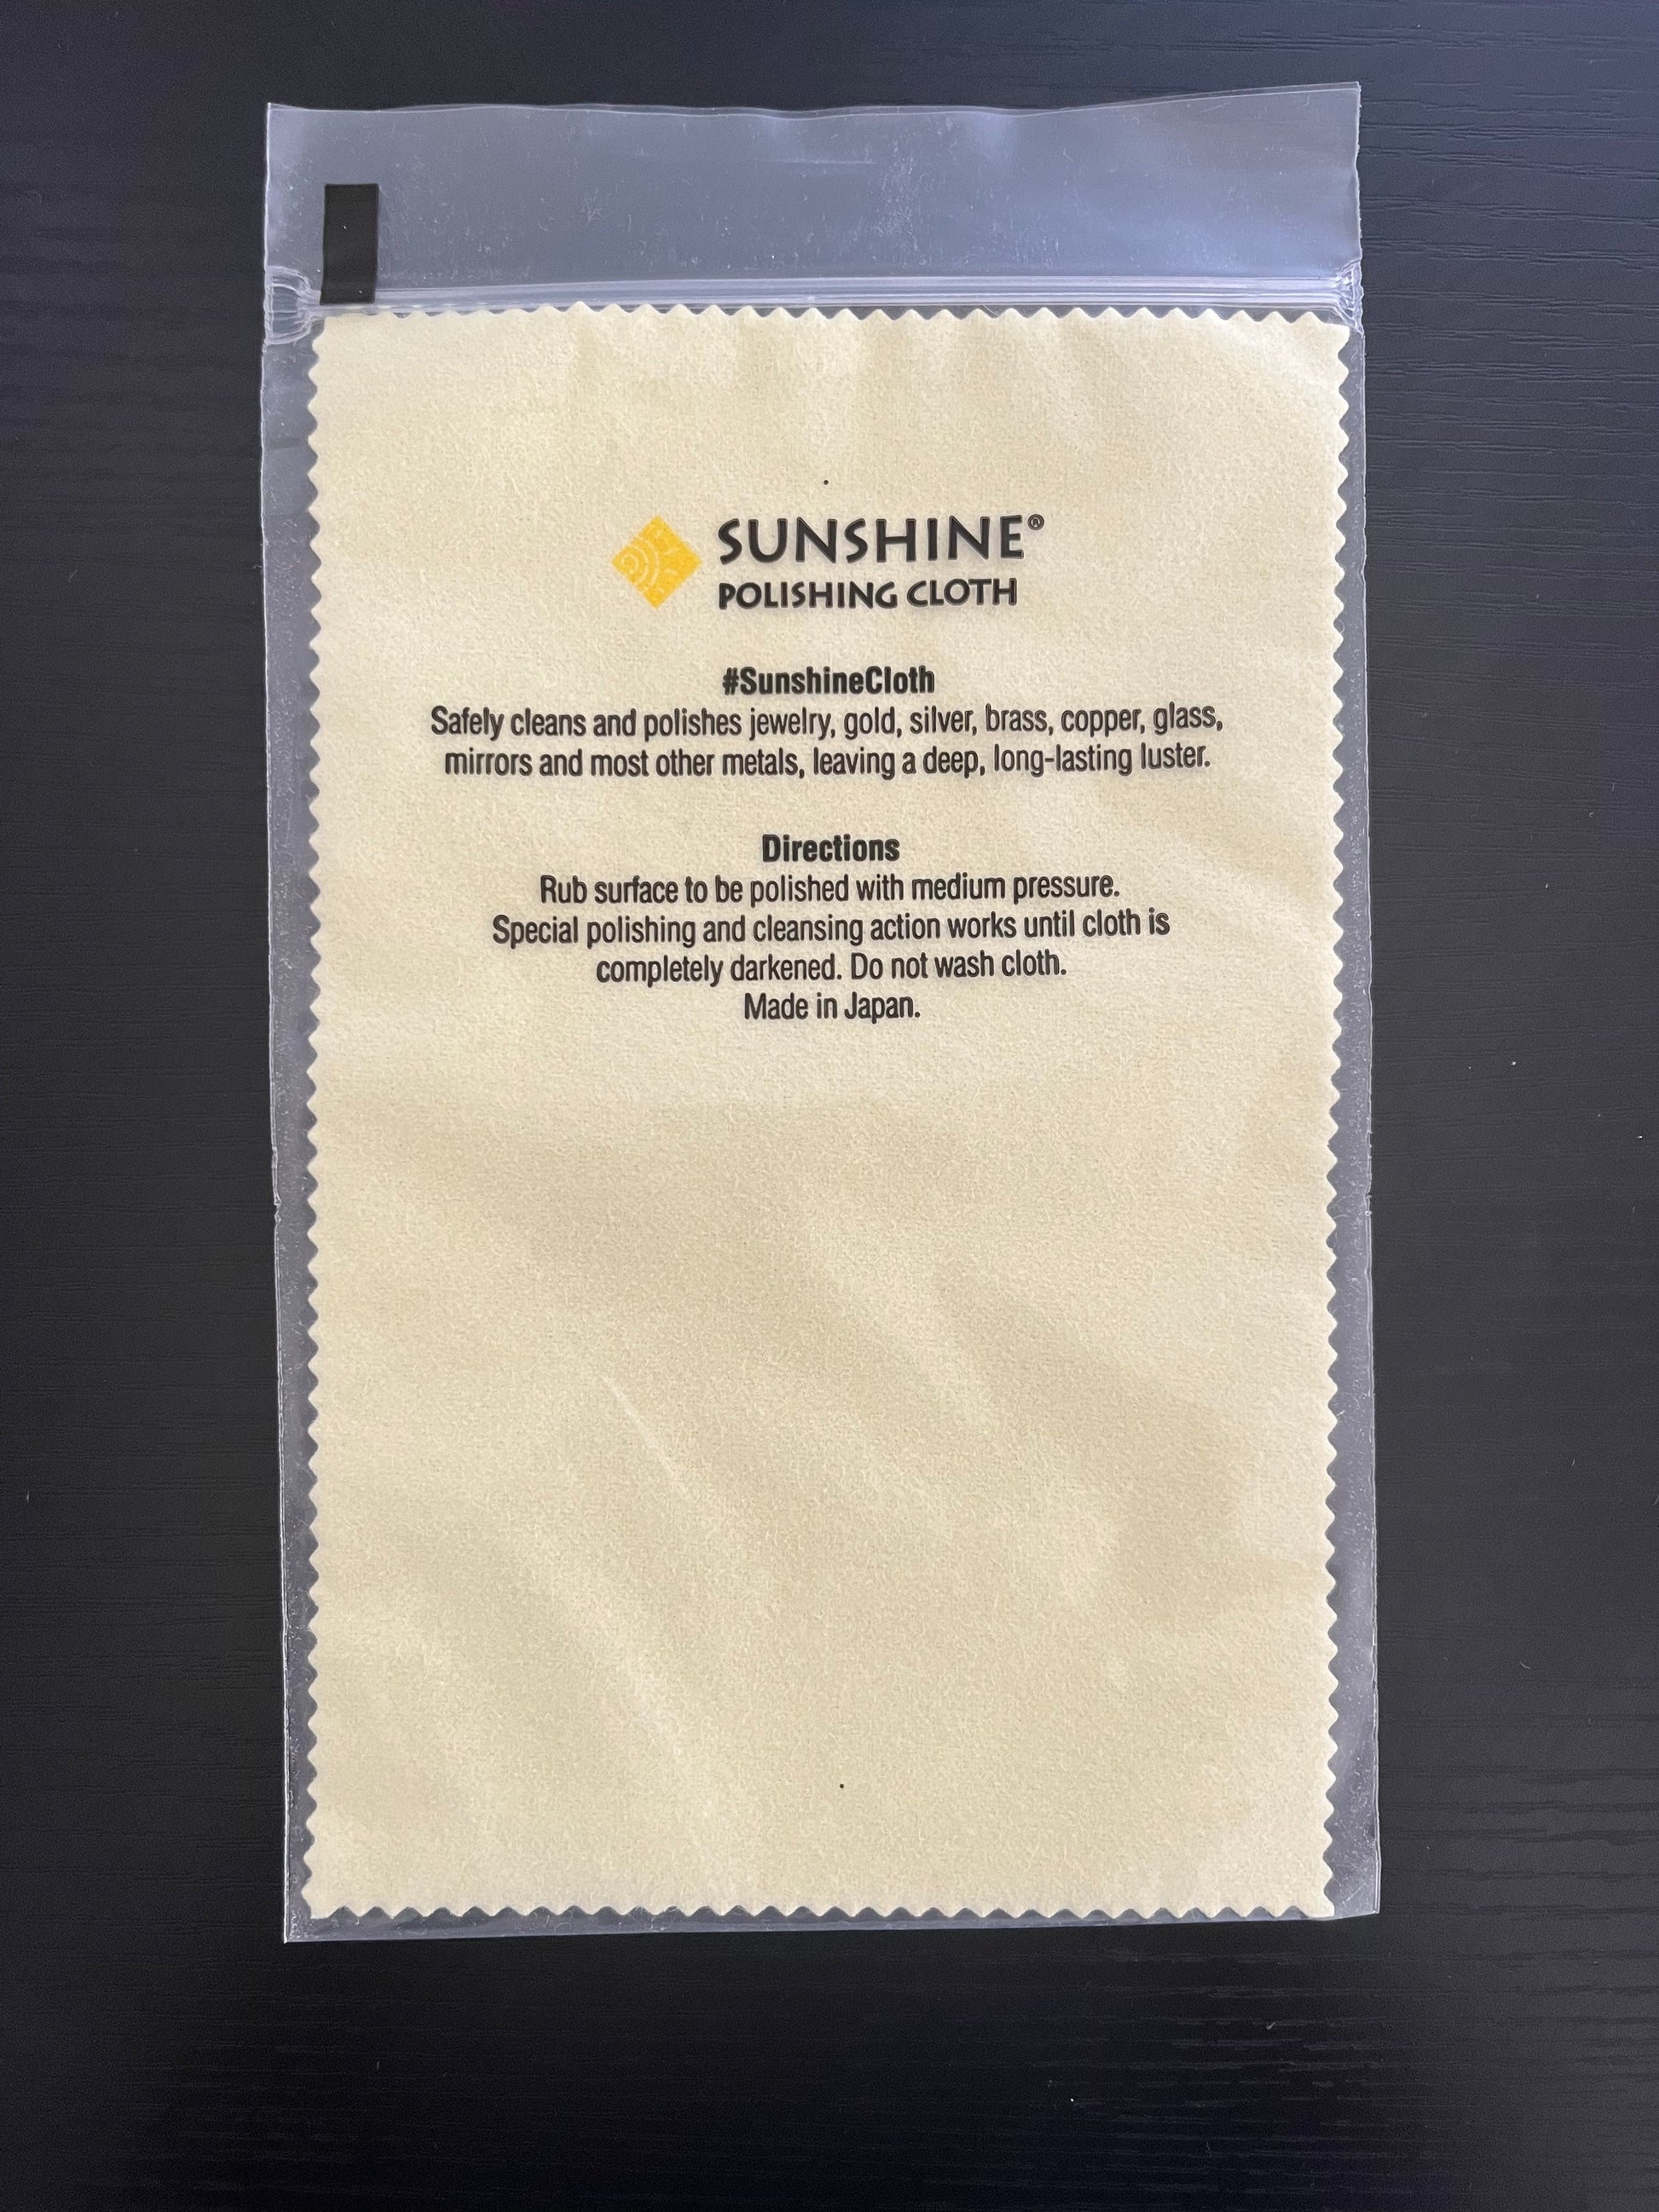 SUNSHINE®
POLISHING CLOTH
#SunshineCloth
Safely cleans and polishes jewelry, gold, silver, brass, copper, glass,
mirrors and most other metals, leaving a deep, long-lasting luster.
Directions
Rub surface to be polished with medium pressure.
Special polishing and cleansing action works until cloth is
completely darkened. Do not wash cloth.
Made in Japan.